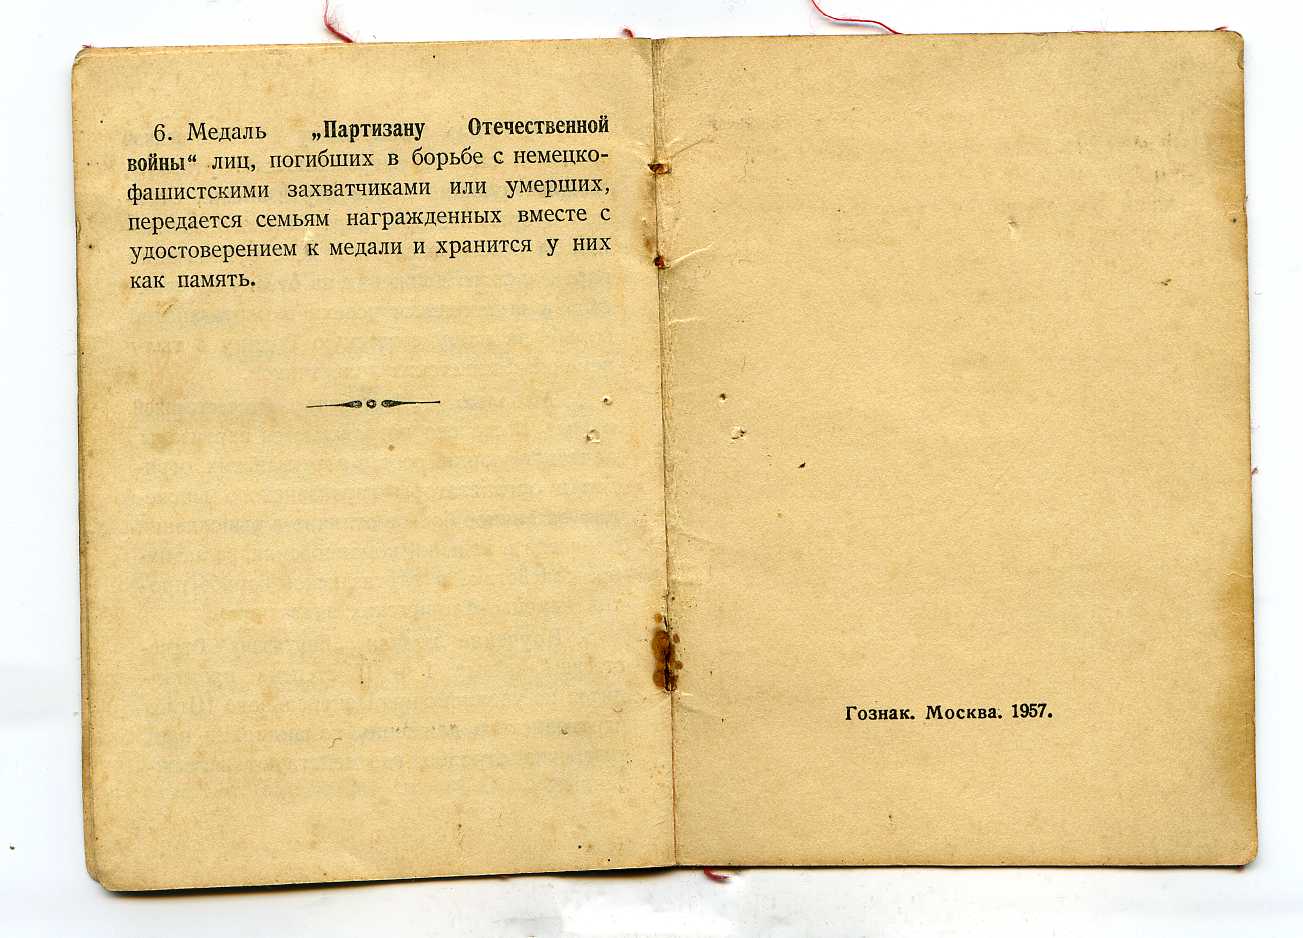 6. Медаль „Партизану Отечественной
войны“ лиц, погибших в борьбе с немецко-
фашистскими захватчиками или умерших,
передается семьям награжденных вместе с
удостоверением к медали и хранится у них
как память.
Гознак. Москва. 1957.